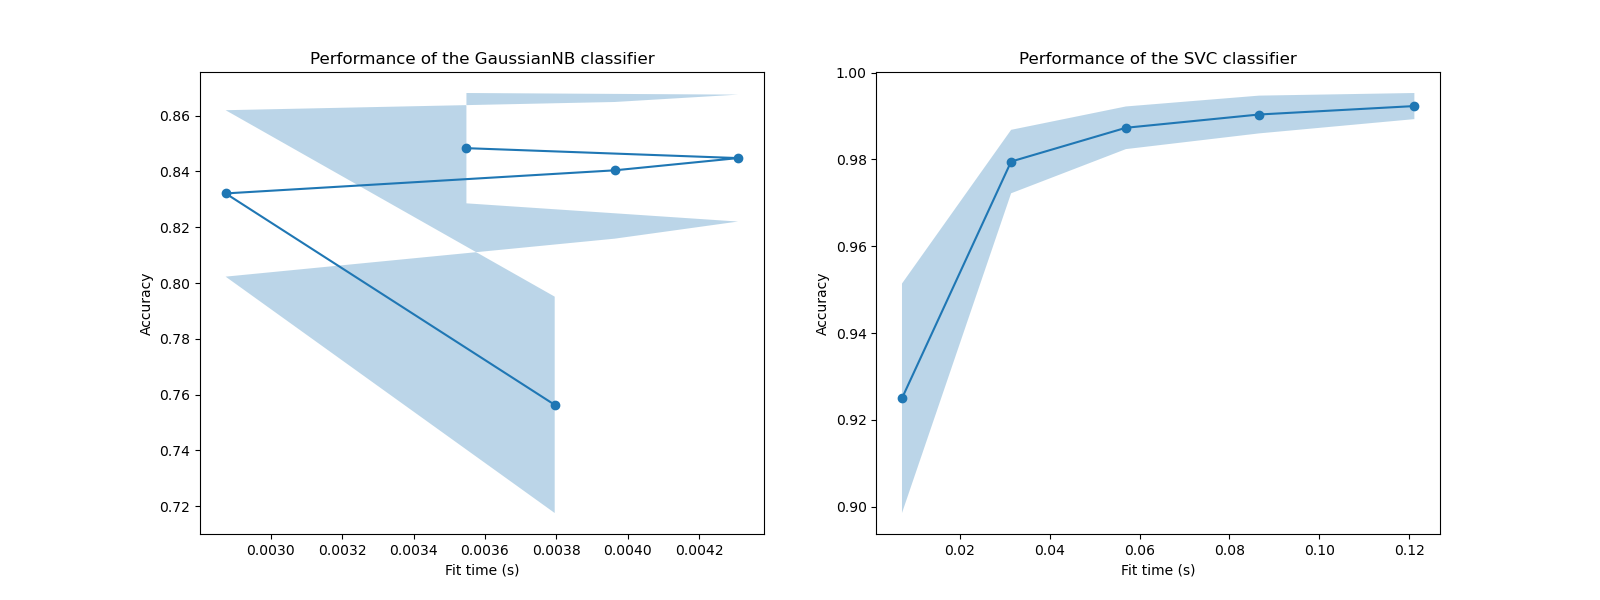 Performance of the GaussianNB classifier
Accuracy
0.86
0.84
0.82
0.80
0.78
0.76
0.74
0.72
0.0030 0.0032 0.0034 0.0036 0.0038 0.0040 0.0042
Fit time (s)
Performance of the SVC classifier
Accuracy
1.00
0.98
0.96
0.94
0.92
0.90
0.02 0.04 0.06 0.08 0.10 0.12
Fit time (s)